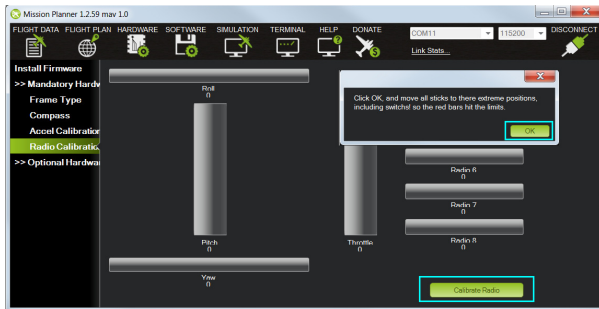 Mission Planner 1.2.59 mav 1.0
FLIGHT DATA FLIGHT PLAN HARDWARE SOFTWARE SIMULATION TERMINAL HELP DONATE COM11 115200 DISCONNECT
Link Stats...
Install Firmware
>> Mandatory Hardw
Frame Type
Compass
Accel Calibration
Radio Calibratio
>> Optional Hardwa
Roll
0
Click OK, and move all sticks to there extreme positions,
including switchs! so the red bars hit the limits.
OK
Radio 6
0
Radio 7
0
Pitch
0
Throttle
0
Radio 8
0
Yaw
0
Calibrate Radio